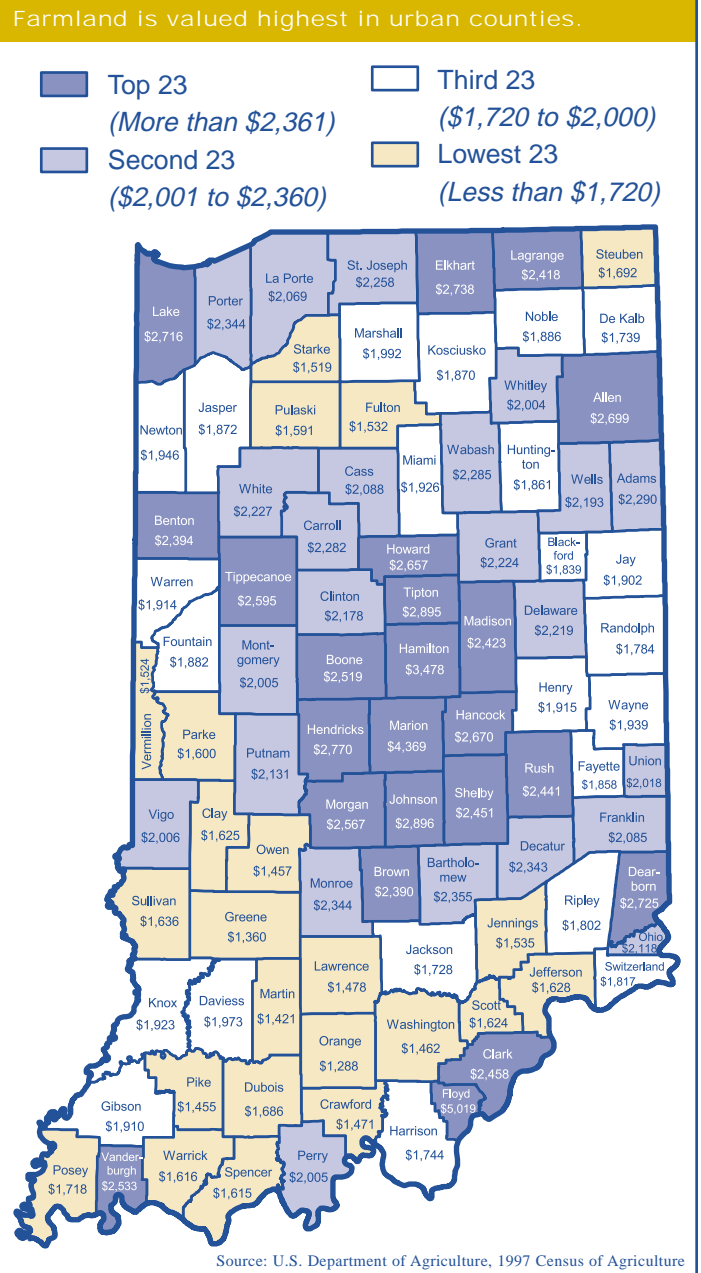 Farmland is valued highest in urban counties.
Top 23
(More than $2,361)
Third 23
($1,720 to $2,000)
Second 23
($2,001 to $2,360)
Lowest 23
(Less than $1,720)
Lake
$2,716
Porter
$2,344
La Porte
$2,069
St. Joseph
$2,258
Elkhart
$2,738
Lagrange
$2,418
Steuben
$1,692
Starke
$1,519
Marshall
$1,992
Kosciusko
$1,870
Noble
$1,886
De Kalb
$1,739
Newton
$1,946
Jasper
$1,872
Pulaski
$1,591
Fulton
$1,532
Whitley
$2,004
Allen
$2,699
Miami
$1,926
Wabash
$2,285
Hunting-
ton
$1,861
Wells
$2,193
Adams
$2,290
White
$2,227
Cass
$2,088
Benton
$2,394
Carroll
$2,282
Howard
$2,657
Grant
$2,224
Black-
ford
$1,839
Jay
$1,902
Warren
$1,914
Tippecanoe
$2,595
Clinton
$2,178
Tipton
$2,895
Madison
$2,423
Delaware
$2,219
Randolph
$1,784
Fountain
$1,882
Mont-
gomery
$2,005
Boone
$2,519
Hamilton
$3,478
Henry
$1,915
Wayne
$1,939
Vermillion
$1,524
Parke
$1,600
Putnam
$2,131
Hendricks
$2,770
Marion
$4,369
Hancock
$2,670
Rush
$2,441
Fayette
$1,858
Union
$2,018
Vigo
$2,006
Clay
$1,625
Owen
$1,457
Morgan
$2,567
Johnson
$2,896
Shelby
$2,451
Decatur
$2,343
Franklin
$2,085
Sullivan
$1,636
Greene
$1,360
Monroe
$2,344
Brown
$2,390
Bartholo-
mew
$2,355
Jennings
$1,535
Ripley
$1,802
Dear-
born
$2,725
Ohio
$2,118
Switzerland
$1,817
Jefferson
$1,628
Jackson
$1,728
Lawrence
$1,478
Knox
$1,923
Daviess
$1,973
Martin
$1,421
Orange
$1,288
Washington
$1,462
Scott
$1,624
Clark
$2,458
Floyd
$5,019
Gibson
$1,910
Pike
$1,455
Dubois
$1,686
Crawford
$1,471
Harrison
$1,744
Posey
$1,718
Vander-
burgh
$2,533
Warrick
$1,616
Spencer
$1,615
Perry
$2,005
Source: U.S. Department of Agriculture, 1997 Census of Agriculture